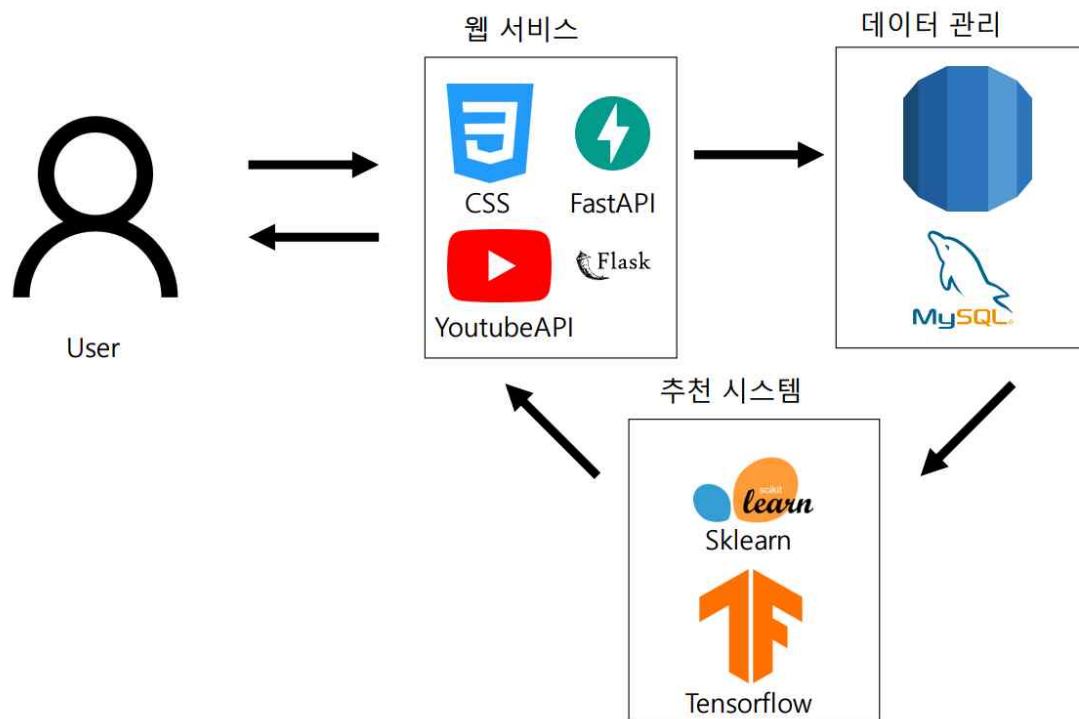 웹 서비스
데이터 관리
CSS
FastAPI
Flask
YoutubeAPI
MySQL
User
추천 시스템
scikit
learn
Sklearn
Tensorflow